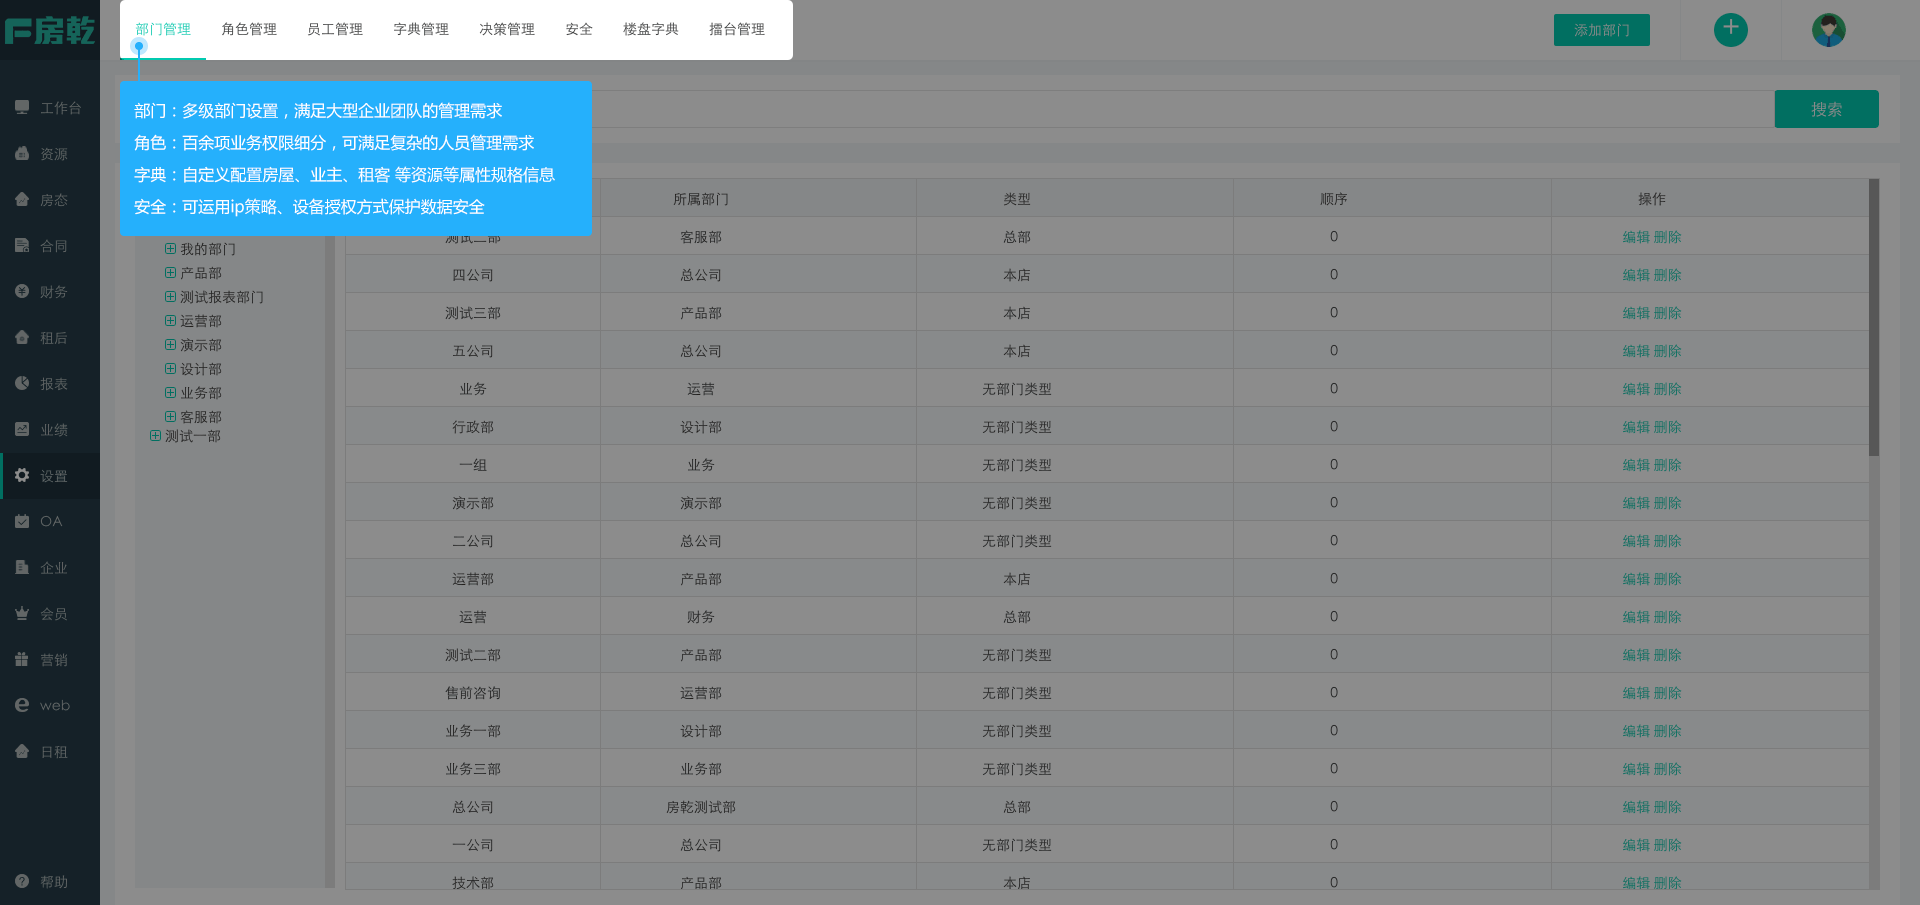 房乾
部门管理 角色管理 员工管理 字典管理 决策管理 安全 楼盘字典 擂台管理
添加部门
部门：多级部门设置，满足大型企业团队的管理需求
角色：百余项业务权限细分，可满足复杂的人员管理需求
字典：自定义配置房屋、业主、租客 等资源等属性规格信息
安全：可运用ip策略、设备授权方式保护数据安全
搜索
工作台
资源
房态
合同
财务
租后
报表
业绩
设置
OA
企业
会员
营销
web
日租
帮助
我的部门
产品部
测试报表部门
运营部
演示部
设计部
业务部
客服部
测试一部
所属部门 类型 顺序 操作
测试二部 客服部 总部 0 编辑 删除
四公司 总公司 本店 0 编辑 删除
测试三部 产品部 本店 0 编辑 删除
五公司 总公司 本店 0 编辑 删除
业务 运营 无部门类型 0 编辑 删除
行政部 设计部 无部门类型 0 编辑 删除
一组 业务 无部门类型 0 编辑 删除
演示部 演示部 无部门类型 0 编辑 删除
二公司 总公司 无部门类型 0 编辑 删除
运营部 产品部 本店 0 编辑 删除
运营 财务 总部 0 编辑 删除
测试二部 产品部 无部门类型 0 编辑 删除
售前咨询 运营部 无部门类型 0 编辑 删除
业务一部 设计部 无部门类型 0 编辑 删除
业务三部 业务部 无部门类型 0 编辑 删除
总公司 房乾测试部 总部 0 编辑 删除
一公司 总公司 无部门类型 0 编辑 删除
技术部 产品部 本店 0 编辑 删除